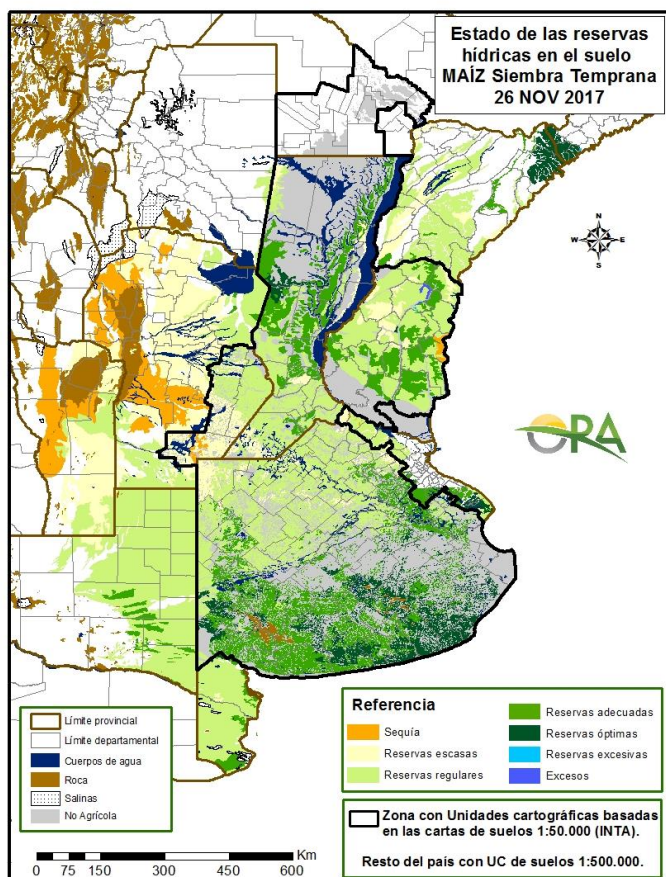 Estado de las reservas
hídricas en el suelo
MAÍZ Siembra Temprana
26 NOV 2017
N
W
E
S
ORA
Límite provincial
Límite departamental
Cuerpos de agua
Roca
Salinas
No Agrícola
Referencia
Sequía
Reservas escasas
Reservas regulares
Reservas adecuadas
Reservas óptimas
Reservas excesivas
Excesos
Zona con Unidades cartográficas basadas
en las cartas de suelos 1:50.000 (INTA).
Resto del país con UC de suelos 1:500.000.
Km
0 75 150 300 450 600